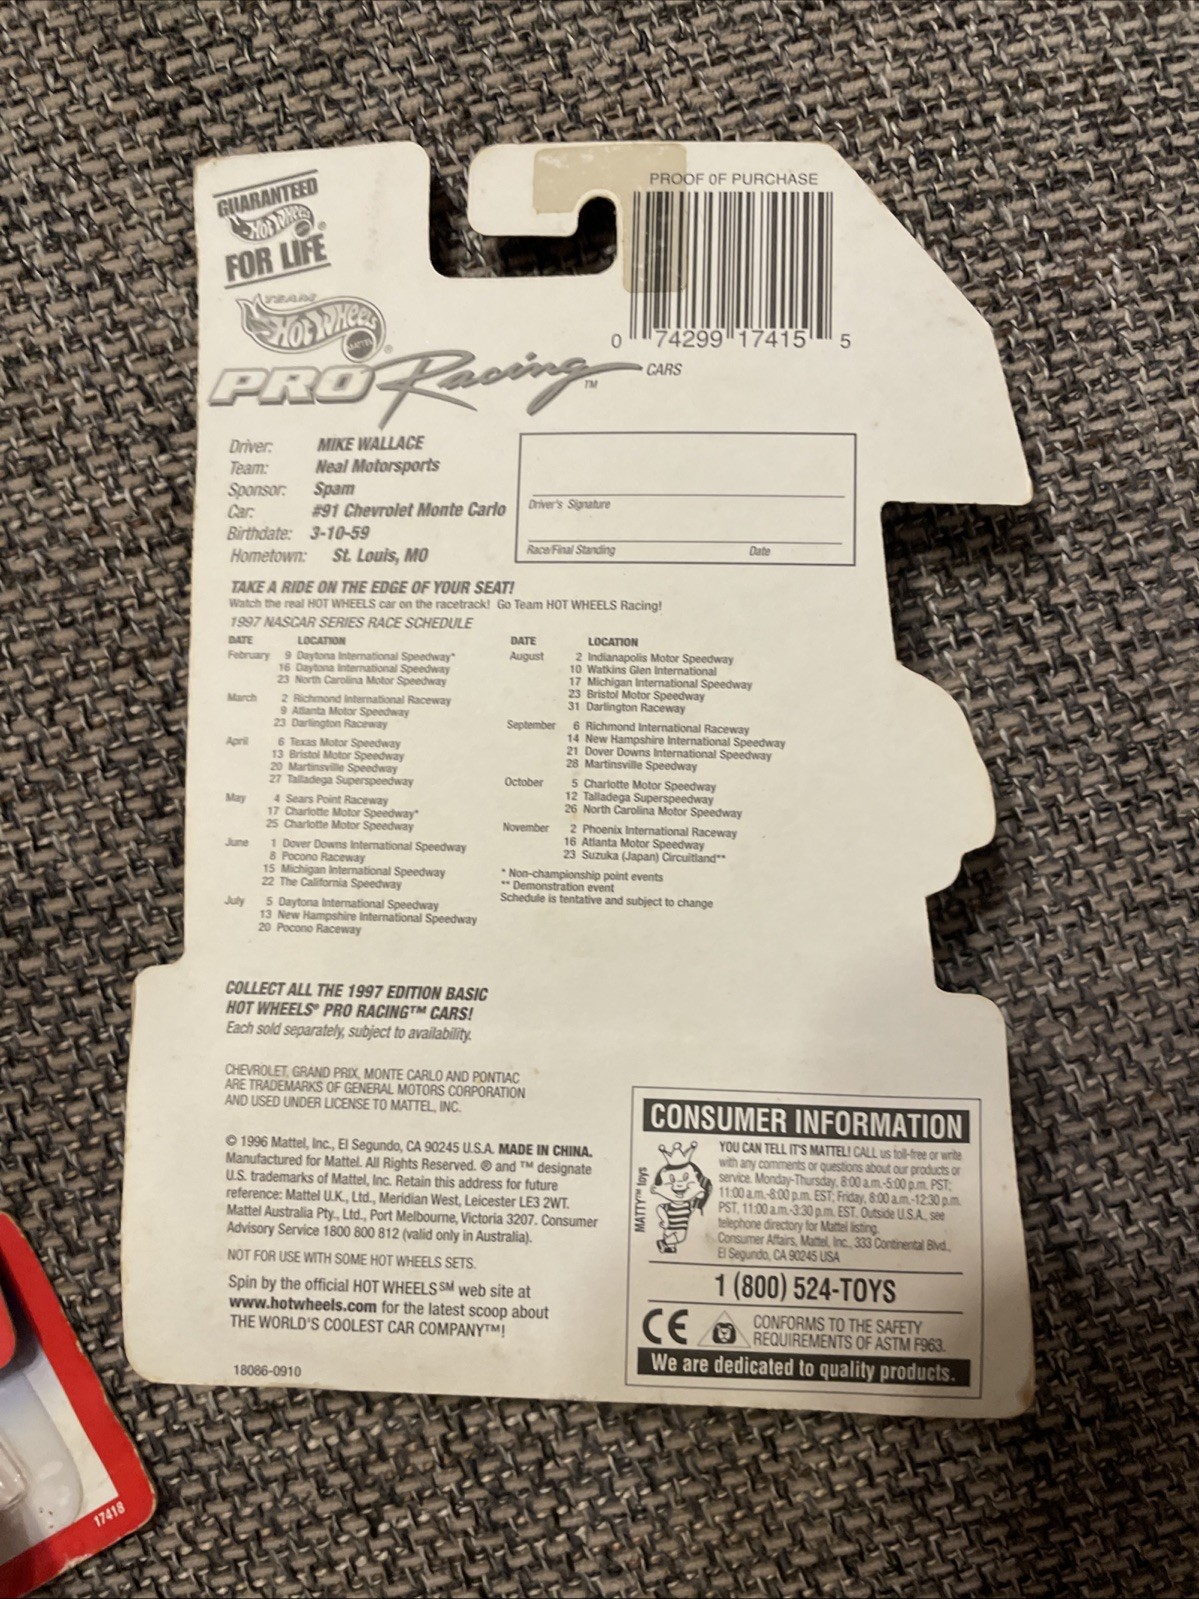 GUARANTEED
HOT WHEELS®
FOR LIFE
TEAM
HOT WHEELS®
MATTEL
PRO Racing™ CARS
PROOF OF PURCHASE
0 74299 17415 5
Driver: MIKE WALLACE
Team: Neal Motorsports
Sponsor: Spam
Car: #91 Chevrolet Monte Carlo
Birthdate: 3-10-59
Hometown: St. Louis, MO
Driver's Signature
Race/Final Standing Date
TAKE A RIDE ON THE EDGE OF YOUR SEAT!
Watch the real HOT WHEELS car on the racetrack! Go Team HOT WHEELS Racing!
1997 NASCAR SERIES RACE SCHEDULE
DATE LOCATION
February 9 Daytona International Speedway*
16 Daytona International Speedway
23 North Carolina Motor Speedway
March 2 Richmond International Raceway
9 Atlanta Motor Speedway
23 Darlington Raceway
April 6 Texas Motor Speedway
13 Bristol Motor Speedway
20 Martinsville Speedway
27 Talladega Superspeedway
May 4 Sears Point Raceway
17 Charlotte Motor Speedway*
25 Charlotte Motor Speedway
June 1 Dover Downs International Speedway
8 Pocono Raceway
15 Michigan International Speedway
22 The California Speedway
July 5 Daytona International Speedway
13 New Hampshire International Speedway
20 Pocono Raceway
DATE LOCATION
August 2 Indianapolis Motor Speedway
10 Watkins Glen International
17 Michigan International Speedway
23 Bristol Motor Speedway
31 Darlington Raceway
September 6 Richmond International Raceway
14 New Hampshire International Speedway
21 Dover Downs International Speedway
28 Martinsville Speedway
October 5 Charlotte Motor Speedway
12 Talladega Superspeedway
26 North Carolina Motor Speedway
November 2 Phoenix International Raceway
16 Atlanta Motor Speedway
23 Suzuka (Japan) Circuitland**
* Non-championship point events
** Demonstration event
Schedule is tentative and subject to change
COLLECT ALL THE 1997 EDITION BASIC
HOT WHEELS® PRO RACING™ CARS!
Each sold separately, subject to availability.
CHEVROLET, GRAND PRIX, MONTE CARLO AND PONTIAC
ARE TRADEMARKS OF GENERAL MOTORS CORPORATION
AND USED UNDER LICENSE TO MATTEL, INC.
© 1996 Mattel, Inc., El Segundo, CA 90245 U.S.A. MADE IN CHINA.
Manufactured for Mattel. All Rights Reserved. ® and ™ designate
U.S. trademarks of Mattel, Inc. Retain this address for future
reference: Mattel U.K., Ltd., Meridian West, Leicester LE3 2WT.
Mattel Australia Pty., Ltd., Port Melbourne, Victoria 3207. Consumer
Advisory Service 1800 800 812 (valid only in Australia).
NOT FOR USE WITH SOME HOT WHEELS SETS.
Spin by the official HOT WHEELS℠ web site at
www.hotwheels.com for the latest scoop about
THE WORLD'S COOLEST CAR COMPANY™!
18086-0910
CONSUMER INFORMATION
MATTY™ toys
YOU CAN TELL IT'S MATTEL! CALL us toll-free or write
with any comments or questions about our products or
service. Monday-Thursday, 8:00 a.m.-5:00 p.m. PST;
11:00 a.m.-8:00 p.m. EST; Friday, 8:00 a.m.-12:30 p.m.
PST, 11:00 a.m.-3:30 p.m. EST. Outside U.S.A., see
telephone directory for Mattel listing.
Consumer Affairs, Mattel, Inc., 333 Continental Blvd.,
El Segundo, CA 90245 USA
1 (800) 524-TOYS
CE
CONFORMS TO THE SAFETY
REQUIREMENTS OF ASTM F963.
We are dedicated to quality products.
17418